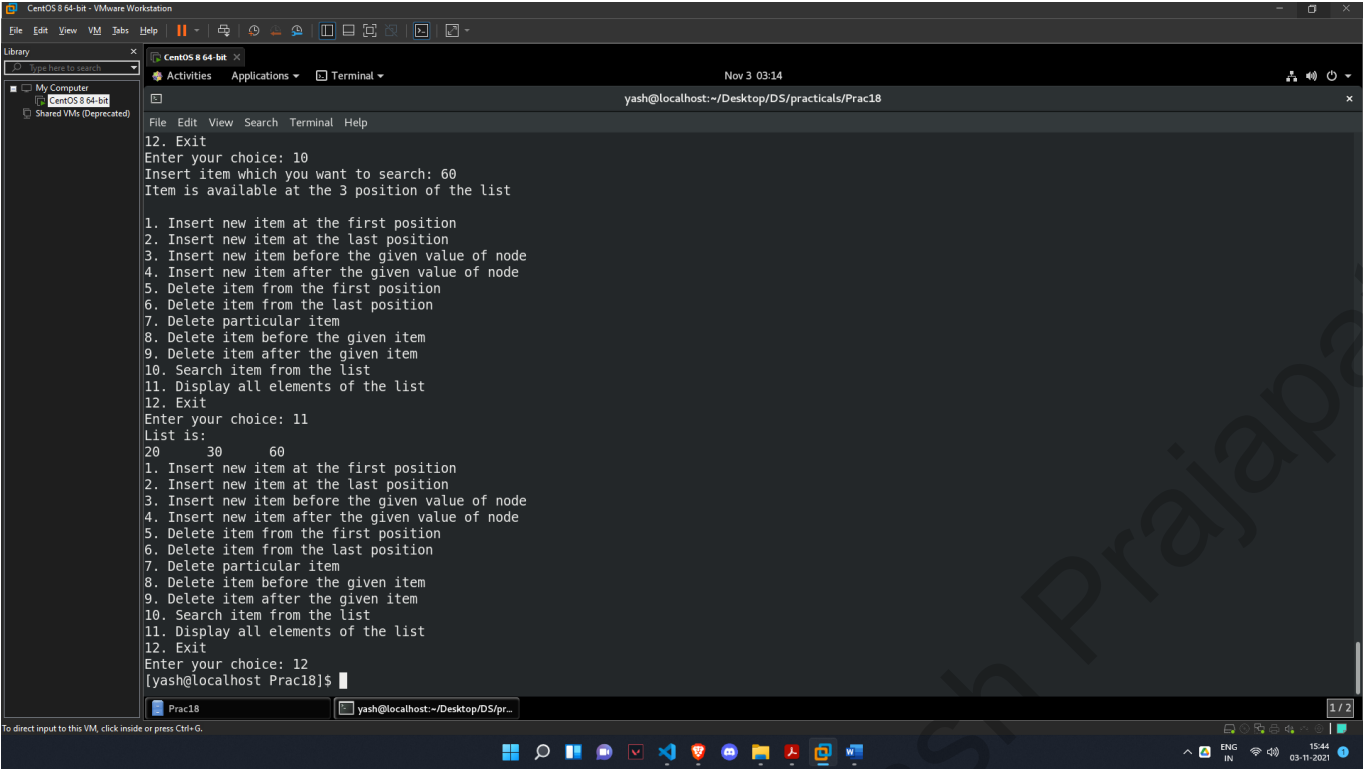 CentOS 8 64-bit - VMware Workstation
File Edit View VM Tabs Help
Library
Type here to search
My Computer
CentOS 8 64-bit
Shared VMs (Deprecated)
CentOS 8 64-bit
Activities Applications Terminal Nov 3 03:14
yash@localhost:~/Desktop/DS/practicals/Prac18
File Edit View Search Terminal Help
12. Exit
Enter your choice: 10
Insert item which you want to search: 60
Item is available at the 3 position of the list
1. Insert new item at the first position
2. Insert new item at the last position
3. Insert new item before the given value of node
4. Insert new item after the given value of node
5. Delete item from the first position
6. Delete item from the last position
7. Delete particular item
8. Delete item before the given item
9. Delete item after the given item
10. Search item from the list
11. Display all elements of the list
12. Exit
Enter your choice: 11
List is:
20 30 60
1. Insert new item at the first position
2. Insert new item at the last position
3. Insert new item before the given value of node
4. Insert new item after the given value of node
5. Delete item from the first position
6. Delete item from the last position
7. Delete particular item
8. Delete item before the given item
9. Delete item after the given item
10. Search item from the list
11. Display all elements of the list
12. Exit
Enter your choice: 12
[yash@localhost Prac18]$
Prac18
yash@localhost:~/Desktop/DS/pr...
1 / 2
To direct input to this VM, click inside or press Ctrl+G.
ENG
IN
15:44
03-11-2021
1